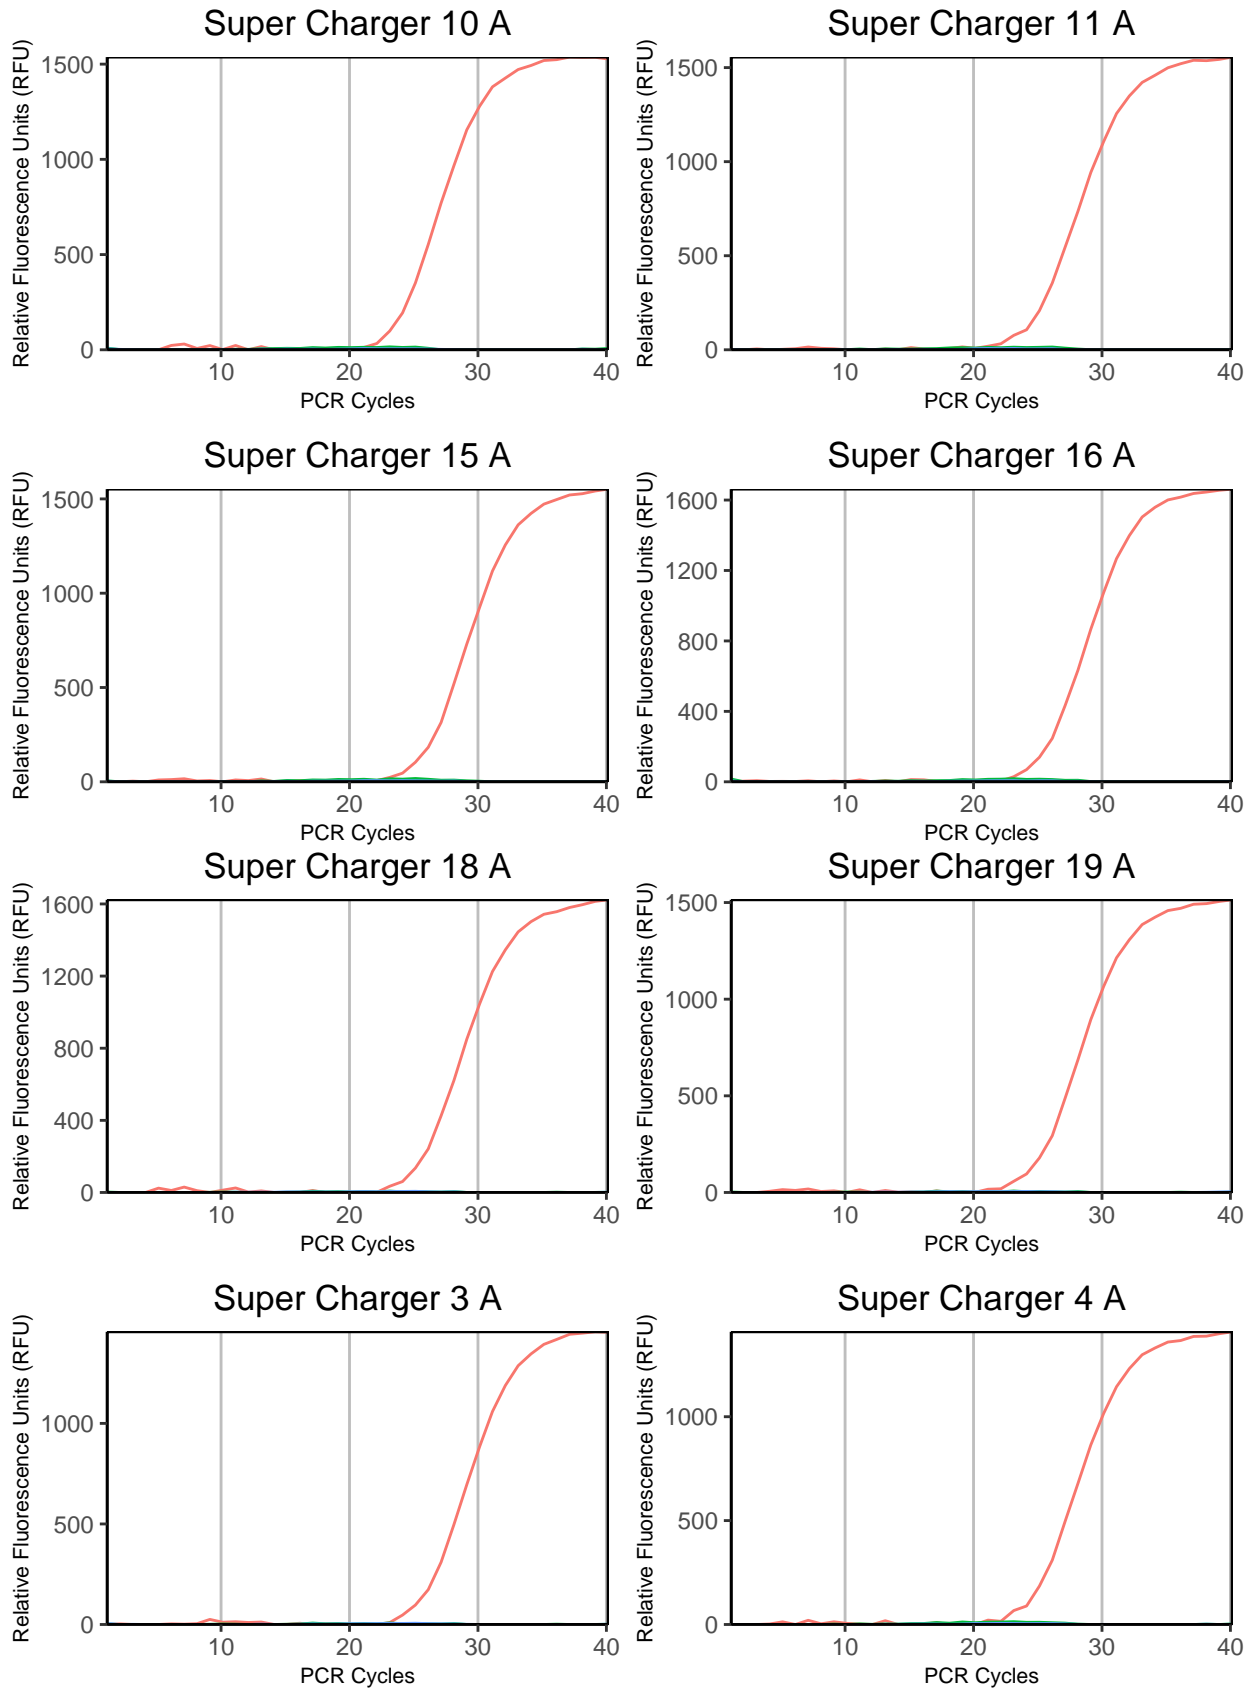 Super Charger 10 A
Super Charger 11 A
Relative Fluorescence Units (RFU)
1500
1000
500
0
10
20
30
40
PCR Cycles
Relative Fluorescence Units (RFU)
1500
1000
500
0
10
20
30
40
PCR Cycles
Super Charger 15 A
Super Charger 16 A
Relative Fluorescence Units (RFU)
1500
1000
500
0
10
20
30
40
PCR Cycles
Relative Fluorescence Units (RFU)
1600
1200
800
400
0
10
20
30
40
PCR Cycles
Super Charger 18 A
Super Charger 19 A
Relative Fluorescence Units (RFU)
1600
1200
800
400
0
10
20
30
40
PCR Cycles
Relative Fluorescence Units (RFU)
1500
1000
500
0
10
20
30
40
PCR Cycles
Super Charger 3 A
Super Charger 4 A
Relative Fluorescence Units (RFU)
1000
500
0
10
20
30
40
PCR Cycles
Relative Fluorescence Units (RFU)
1000
500
0
10
20
30
40
PCR Cycles